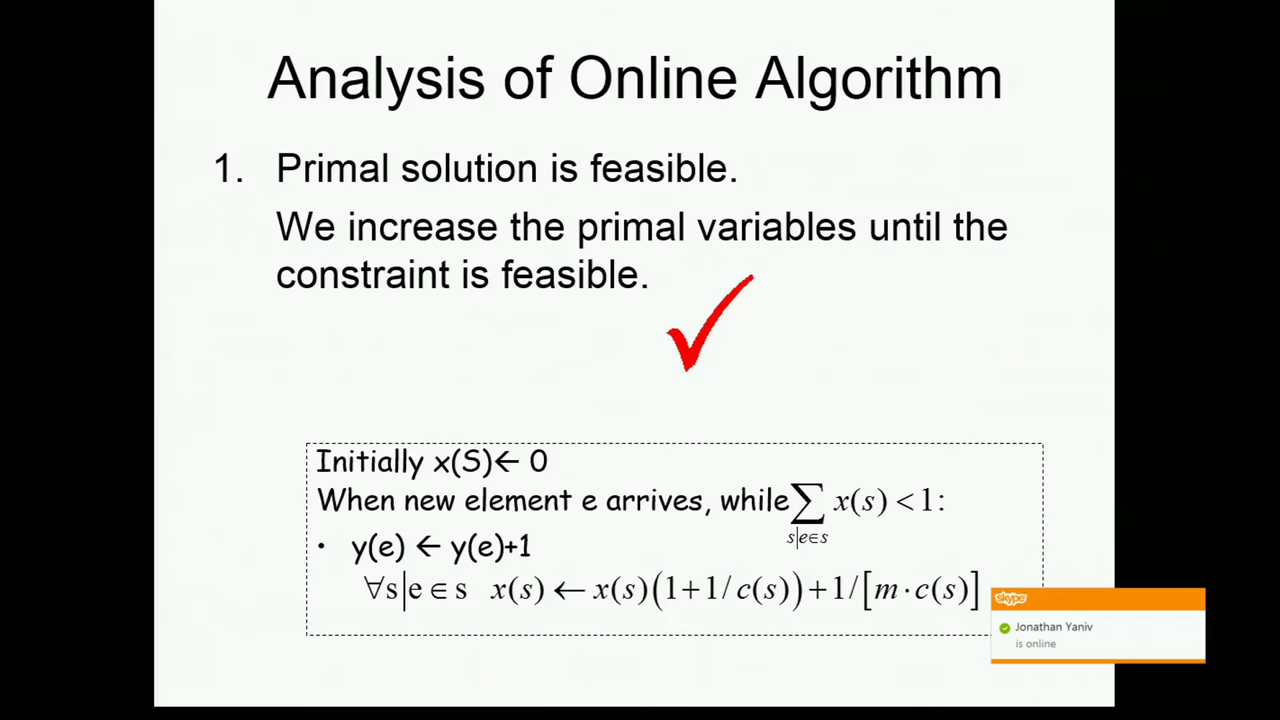 Analysis of Online Algorithm
1. Primal solution is feasible.
We increase the primal variables until the
constraint is feasible.
Initially x(S)← 0
When new element e arrives, while ∑ x(s) < 1:
s|e∈s
• y(e) ← y(e)+1
∀s|e ∈ s x(s) ← x(s)(1+1/c(s))+1/[m·c(s)]
skype
Jonathan Yaniv
is online